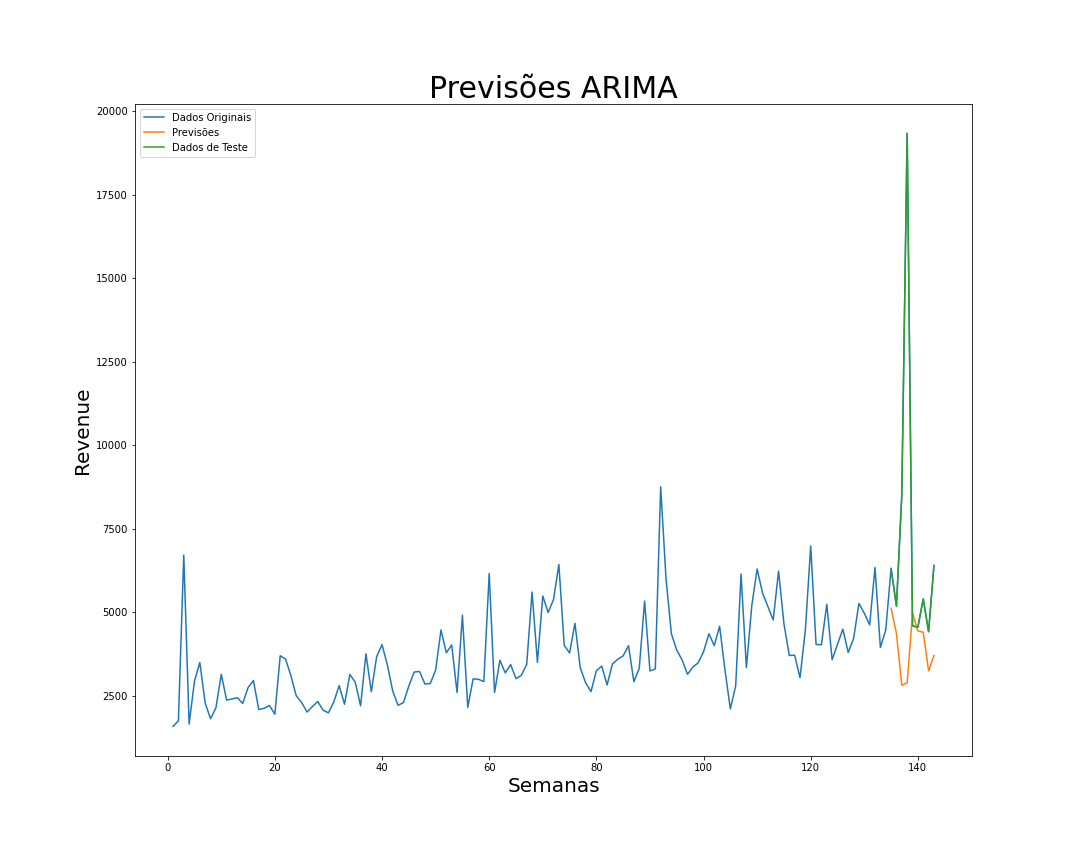 Previsões ARIMA
Dados Originais
Previsões
Dados de Teste
20000
17500
15000
12500
10000
7500
5000
2500
Revenue
0 20 40 60 80 100 120 140
Semanas